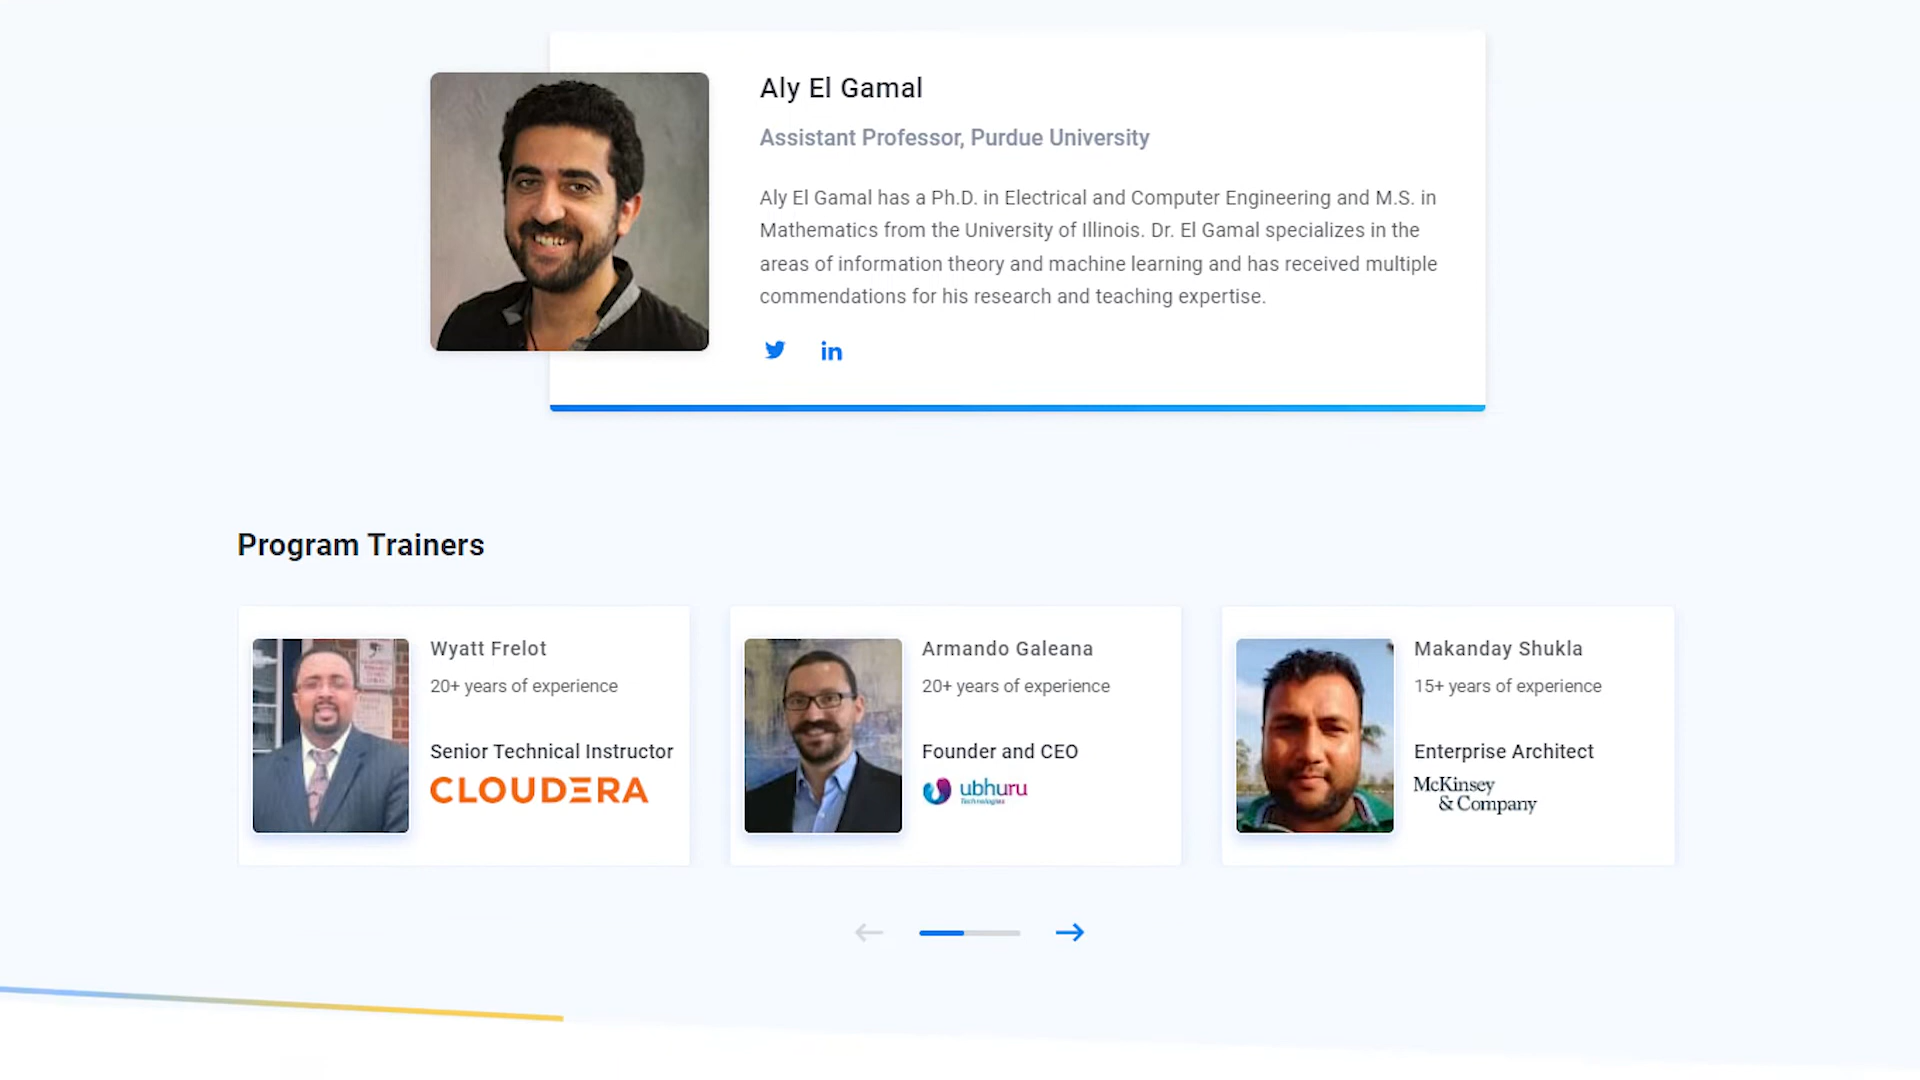 Aly El Gamal
Assistant Professor, Purdue University
Aly El Gamal has a Ph.D. in Electrical and Computer Engineering and M.S. in
Mathematics from the University of Illinois. Dr. El Gamal specializes in the
areas of information theory and machine learning and has received multiple
commendations for his research and teaching expertise.
in
Program Trainers
Wyatt Frelot
20+ years of experience
Senior Technical Instructor
CLOUDERA
Armando Galeana
20+ years of experience
Founder and CEO
ubhuru
Technologies
Makanday Shukla
15+ years of experience
Enterprise Architect
McKinsey
& Company